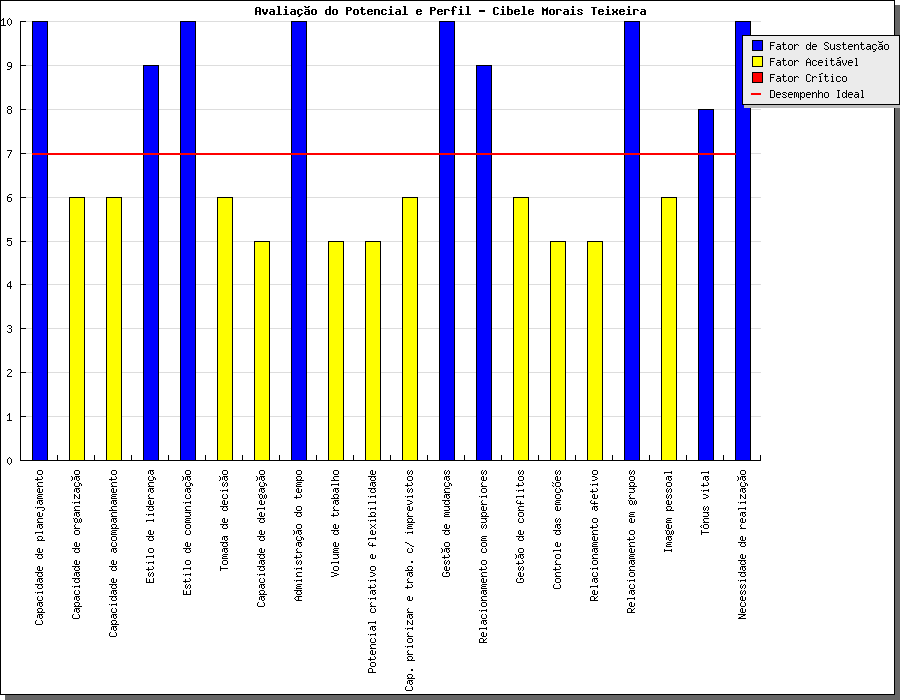 Avaliação do Potencial e Perfil - Cibele Morais Teixeira
10
9
8
7
6
5
4
3
2
1
0
Fator de Sustentação
Fator Aceitável
Fator Crítico
Desempenho Ideal
Capacidade de planejamento
Capacidade de organização
Capacidade de acompanhamento
Estilo de liderança
Estilo de comunicação
Tomada de decisão
Capacidade de delegação
Administração do tempo
Volume de trabalho
Potencial criativo e flexibilidade
Cap. priorizar e trab. c/ imprevistos
Gestão de mudanças
Relacionamento com superiores
Gestão de conflitos
Controle das emoções
Relacionamento afetivo
Relacionamento em grupos
Imagem pessoal
Tônus vital
Necessidade de realização